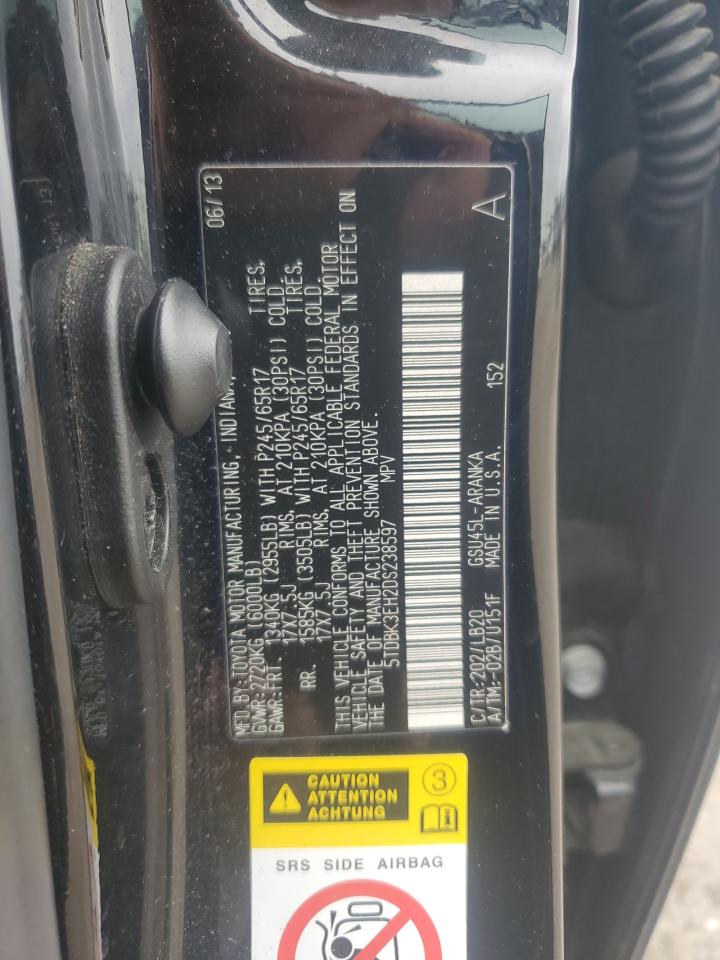 MFD.BY:TOYOTA MOTOR MANUFACTURING, INDIANA, 06/13
GVWR:2720KG (6000LB)
GAWR:FRT. 1340KG (2955LB) WITH P245/65R17 TIRES,
17X7.5J RIMS, AT 210KPA (30PSI) COLD.
RR. 1585KG (3505LB) WITH P245/65R17 TIRES,
17X7.5J RIMS, AT 210KPA (30PSI) COLD.
THIS VEHICLE CONFORMS TO ALL APPLICABLE FEDERAL MOTOR
VEHICLE SAFETY AND THEFT PREVENTION STANDARDS IN EFFECT ON
THE DATE OF MANUFACTURE SHOWN ABOVE.
5TDBK3EH2DS238597 MPV
C/TR:202/LB20 GSU45L-ARANKA
A/TM:-02B/U151F MADE IN U.S.A. 152 A
CAUTION
ATTENTION
ACHTUNG
3
SRS SIDE AIRBAG